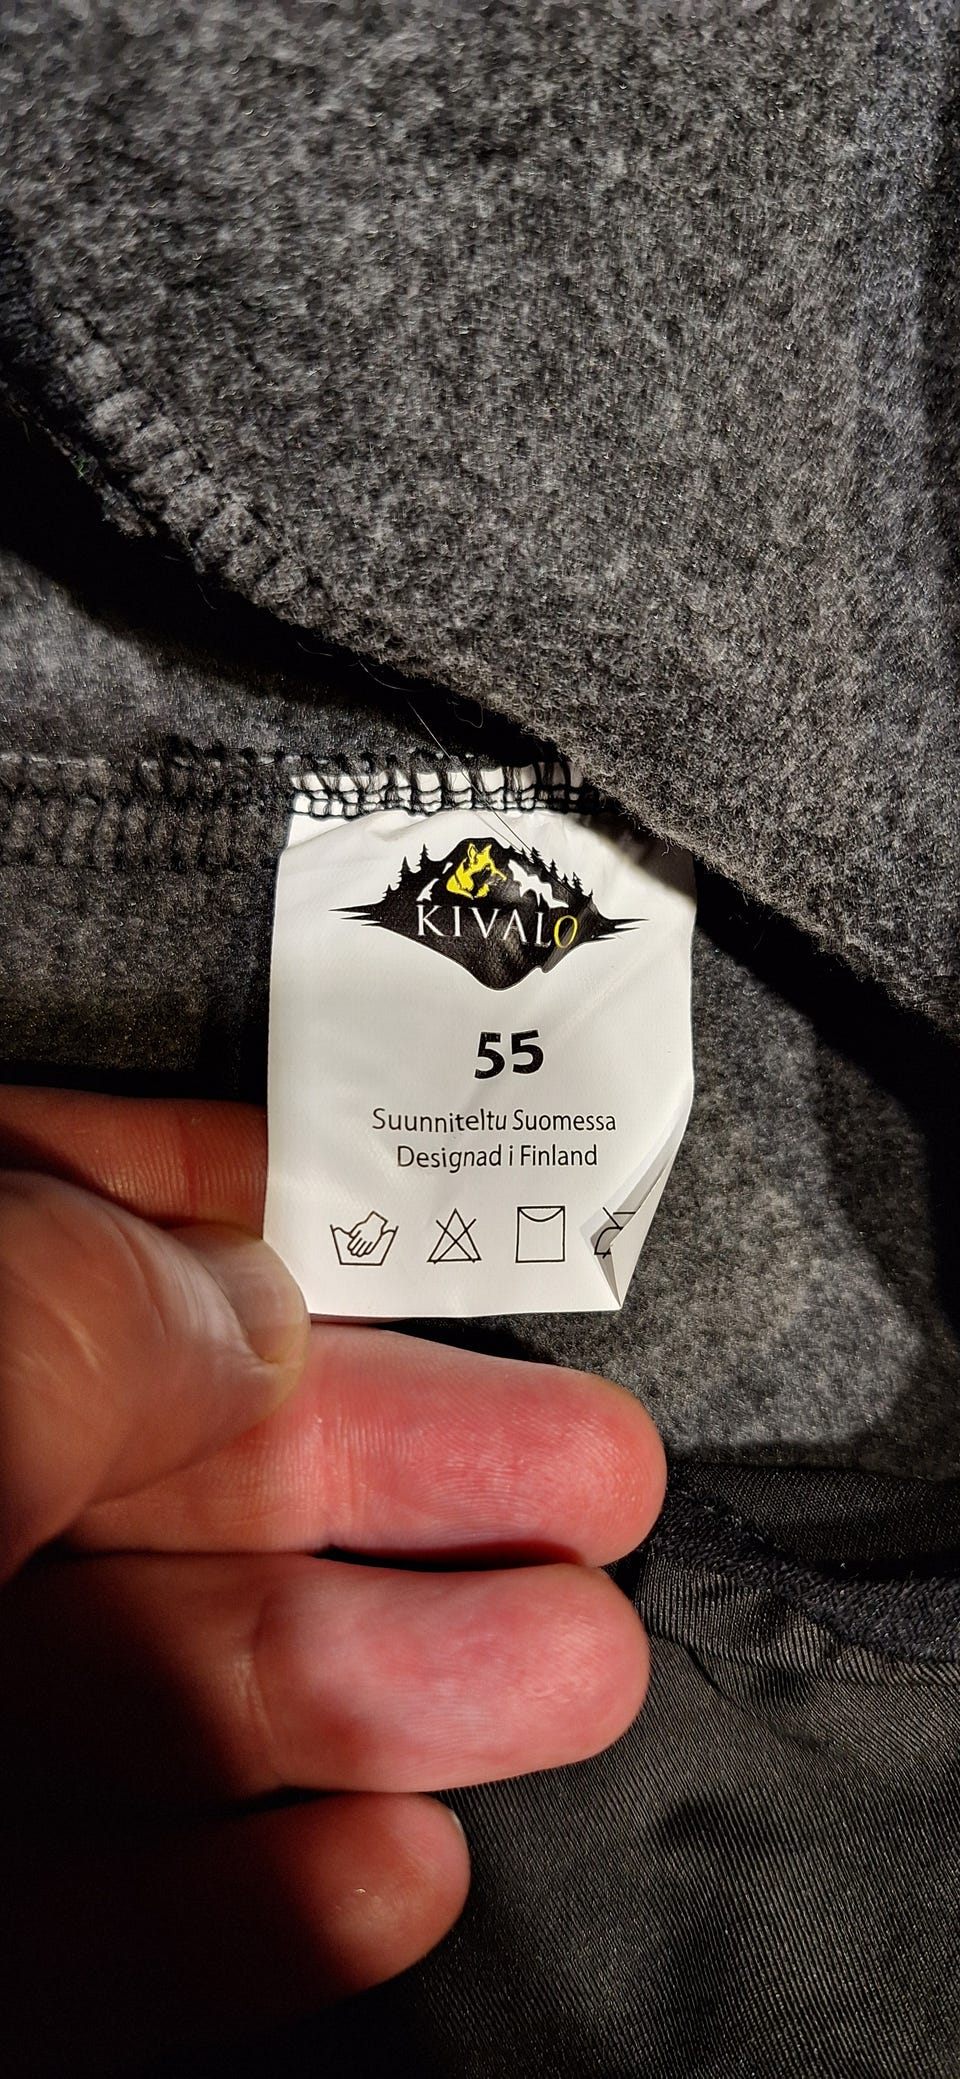 KIVALO
55
Suunniteltu Suomessa
Designad i Finland